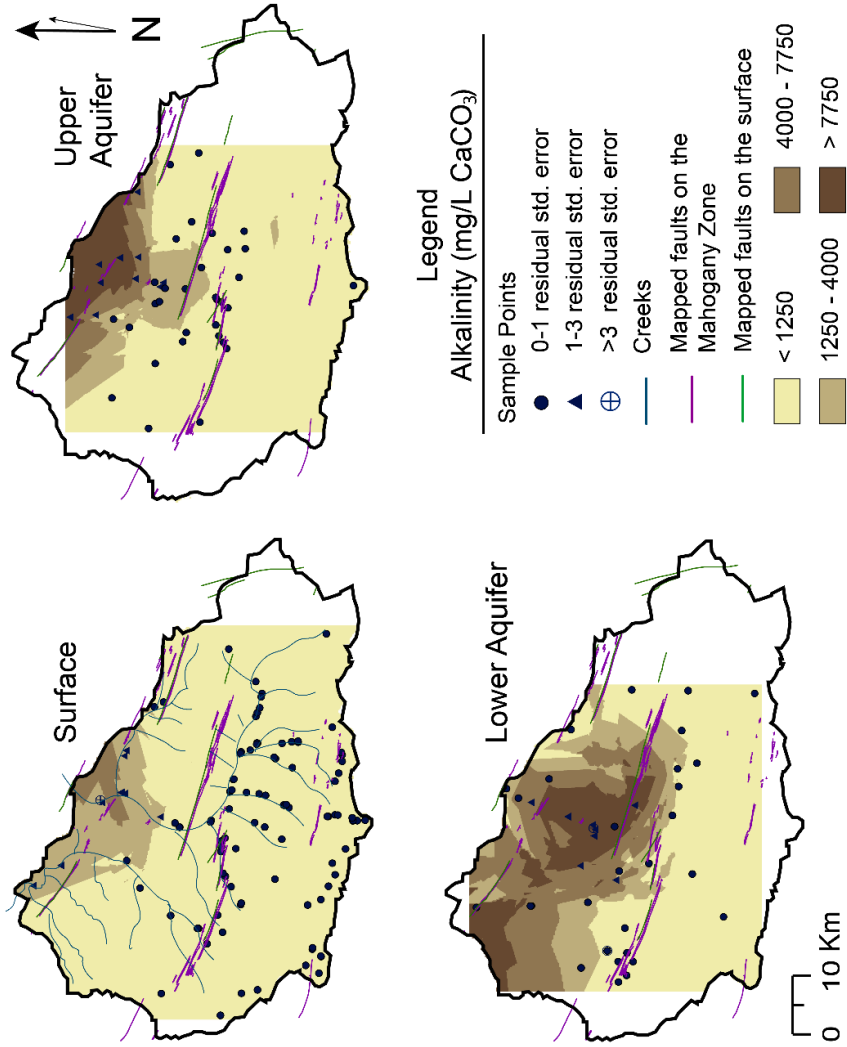 Surface
Upper
Aquifer
N
Lower Aquifer
0 10 Km
Legend
Alkalinity (mg/L CaCO₃)
Sample Points
0-1 residual std. error
1-3 residual std. error
>3 residual std. error
Creeks
Mapped faults on the
Mahogany Zone
Mapped faults on the surface
< 1250
4000 - 7750
1250 - 4000
> 7750